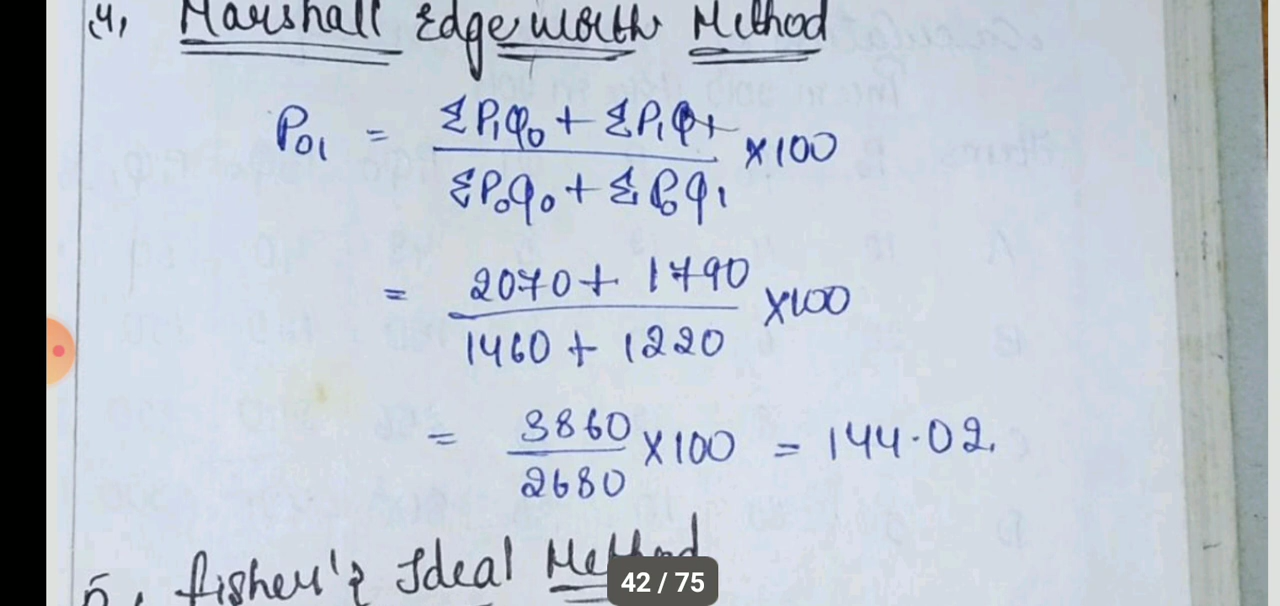 (4, Marshall Edgeworth Method
P01 = ΣP1q0 + ΣP1q1 / ΣP0q0 + ΣP0q1 ×100
= 2070 + 1790 / 1460 + 1220 ×100
= 3860 / 2680 ×100 = 144.02.
5, fisher's Ideal Method
42 / 75